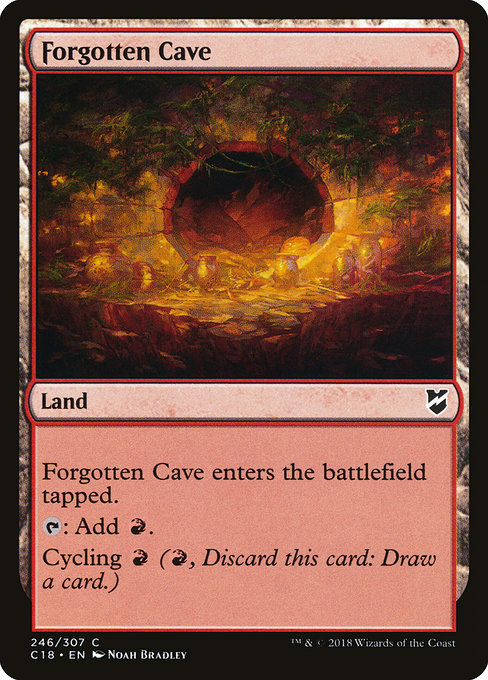 Forgotten Cave
Land
Forgotten Cave enters the battlefield
tapped.
: Add .
Cycling (, Discard this card: Draw
a card.)
246/307 C
C18 • EN Noah Bradley
™ & © 2018 Wizards of the Coast